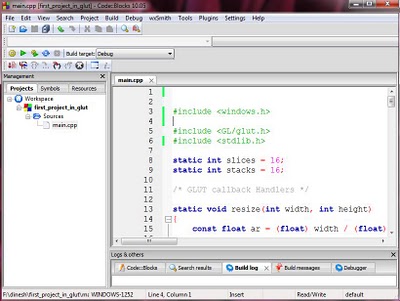 main.cpp [first_project_in_glut] - Code::Blocks 10.05
File Edit View Search Project Build Debug wxSmith Tools Plugins Settings Help
Build target: Debug
Management
Projects Symbols Resources
Workspace
first_project_in_glut
Sources
main.cpp
main.cpp
1
2
3 #include <windows.h>
4
5 #include <GL/glut.h>
6 #include <stdlib.h>
7
8 static int slices = 16;
9 static int stacks = 16;
10
11 /* GLUT callback Handlers */
12
13 static void resize(int width, int height)
14 {
15 const float ar = (float) width / (float)
Logs & others
Code::Blocks Search results Build log Build messages Debugger
F:\dinesh\first_project_in_glut\ma WINDOWS-1252 Line 4, Column 1 Insert Read/Write default